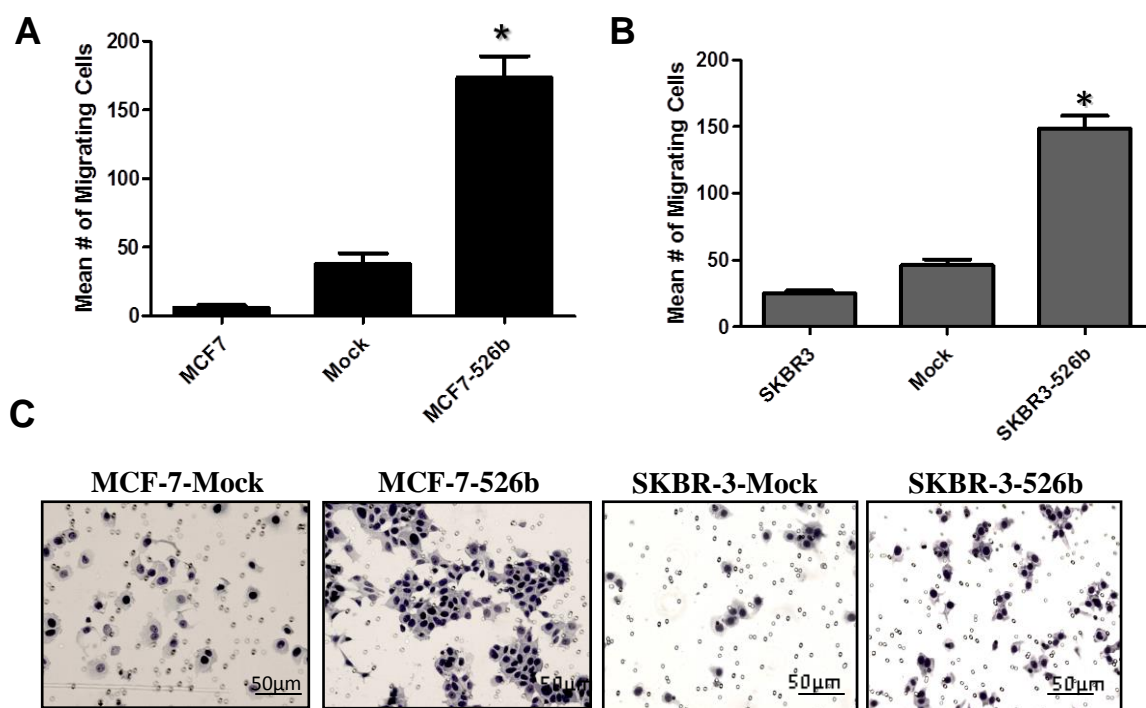 A
Mean # of Migrating Cells
200
150
100
50
0
*
MCF7
Mock
MCF7-526b
B
Mean # of Migrating Cells
200
150
100
50
0
*
SKBR3
Mock
SKBR3-526b
C
MCF-7-Mock
MCF-7-526b
SKBR-3-Mock
SKBR-3-526b
50µm
50µm
50µm
50µm